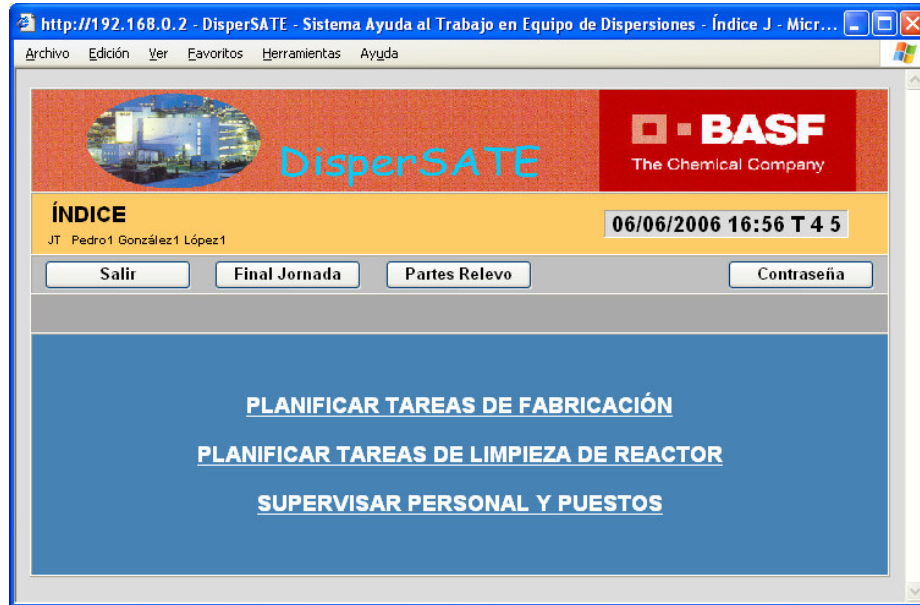 http://192.168.0.2 - DisperSATE - Sistema Ayuda al Trabajo en Equipo de Dispersiones - Índice J - Micr...
Archivo Edición Ver Favoritos Herramientas Ayuda
DisperSATE
BASF
The Chemical Company
ÍNDICE
JT Pedro1 González1 López1
06/06/2006 16:56 T 4 5
Salir Final Jornada Partes Relevo Contraseña
PLANIFICAR TAREAS DE FABRICACIÓN
PLANIFICAR TAREAS DE LIMPIEZA DE REACTOR
SUPERVISAR PERSONAL Y PUESTOS